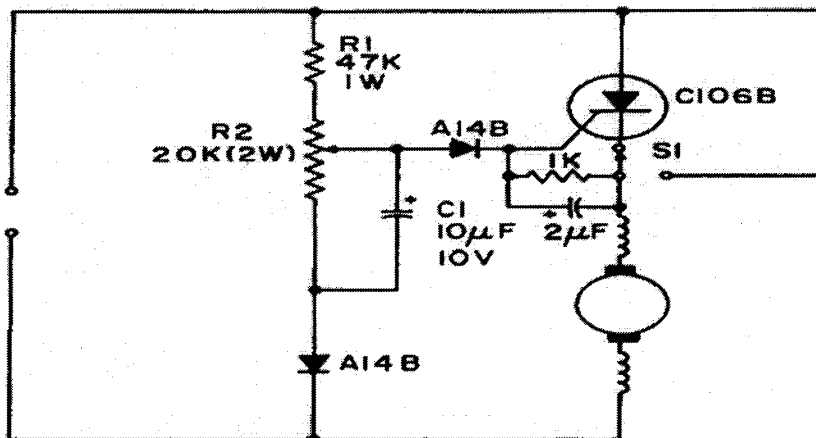 R1
47K
1W
R2
20K(2W)
A14B
C106B
S1
1K
+
C1
10μF
10V
+
2μF
A14B